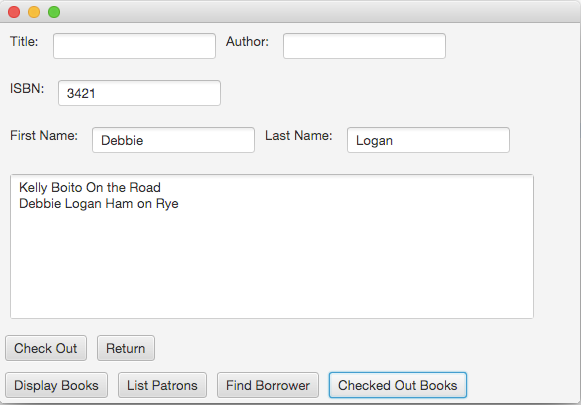 Title: Author:
ISBN: 3421
First Name: Debbie Last Name: Logan
Kelly Boito On the Road
Debbie Logan Ham on Rye
Check Out Return
Display Books List Patrons Find Borrower Checked Out Books